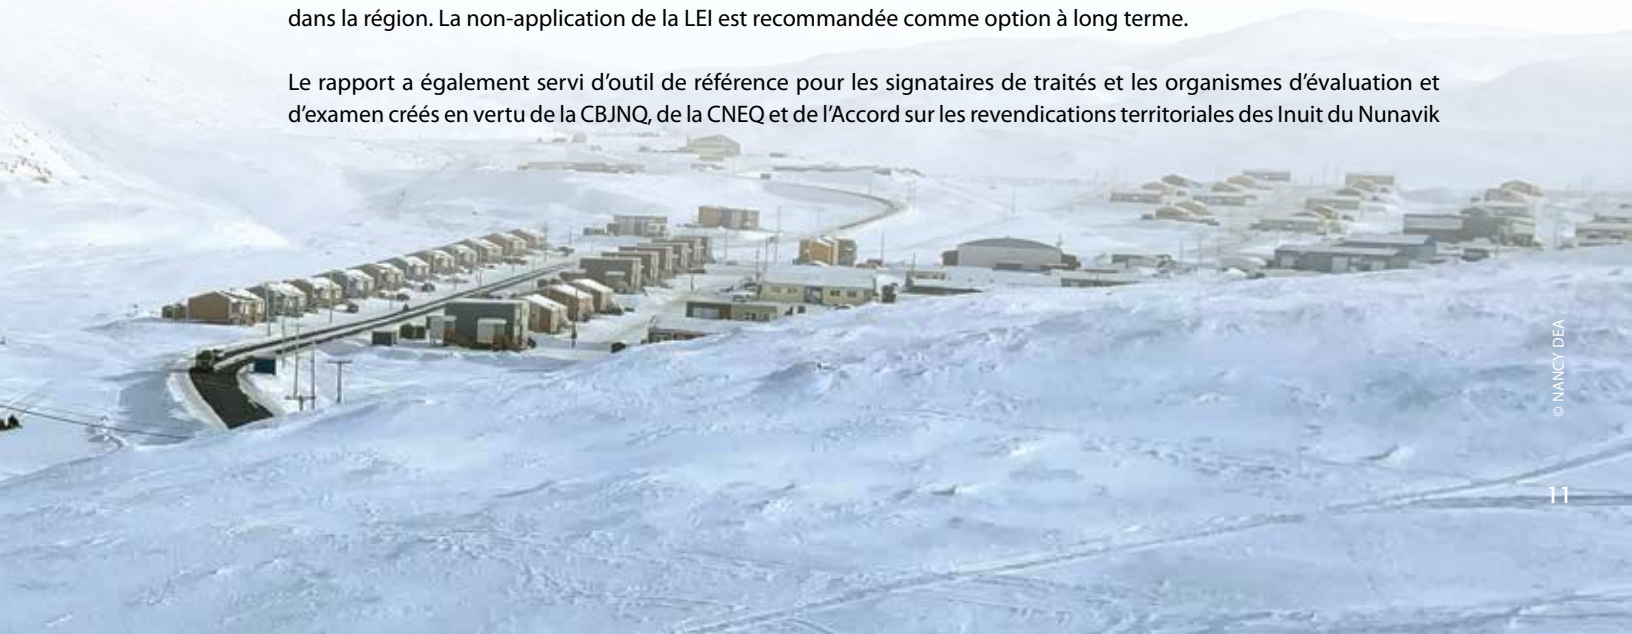 dans la région. La non-application de la LEI est recommandée comme option à long terme.
Le rapport a également servi d’outil de référence pour les signataires de traités et les organismes d’évaluation et
d’examen créés en vertu de la CBJNQ, de la CNEQ et de l’Accord sur les revendications territoriales des Inuit du Nunavik
© NANCY DEA
11